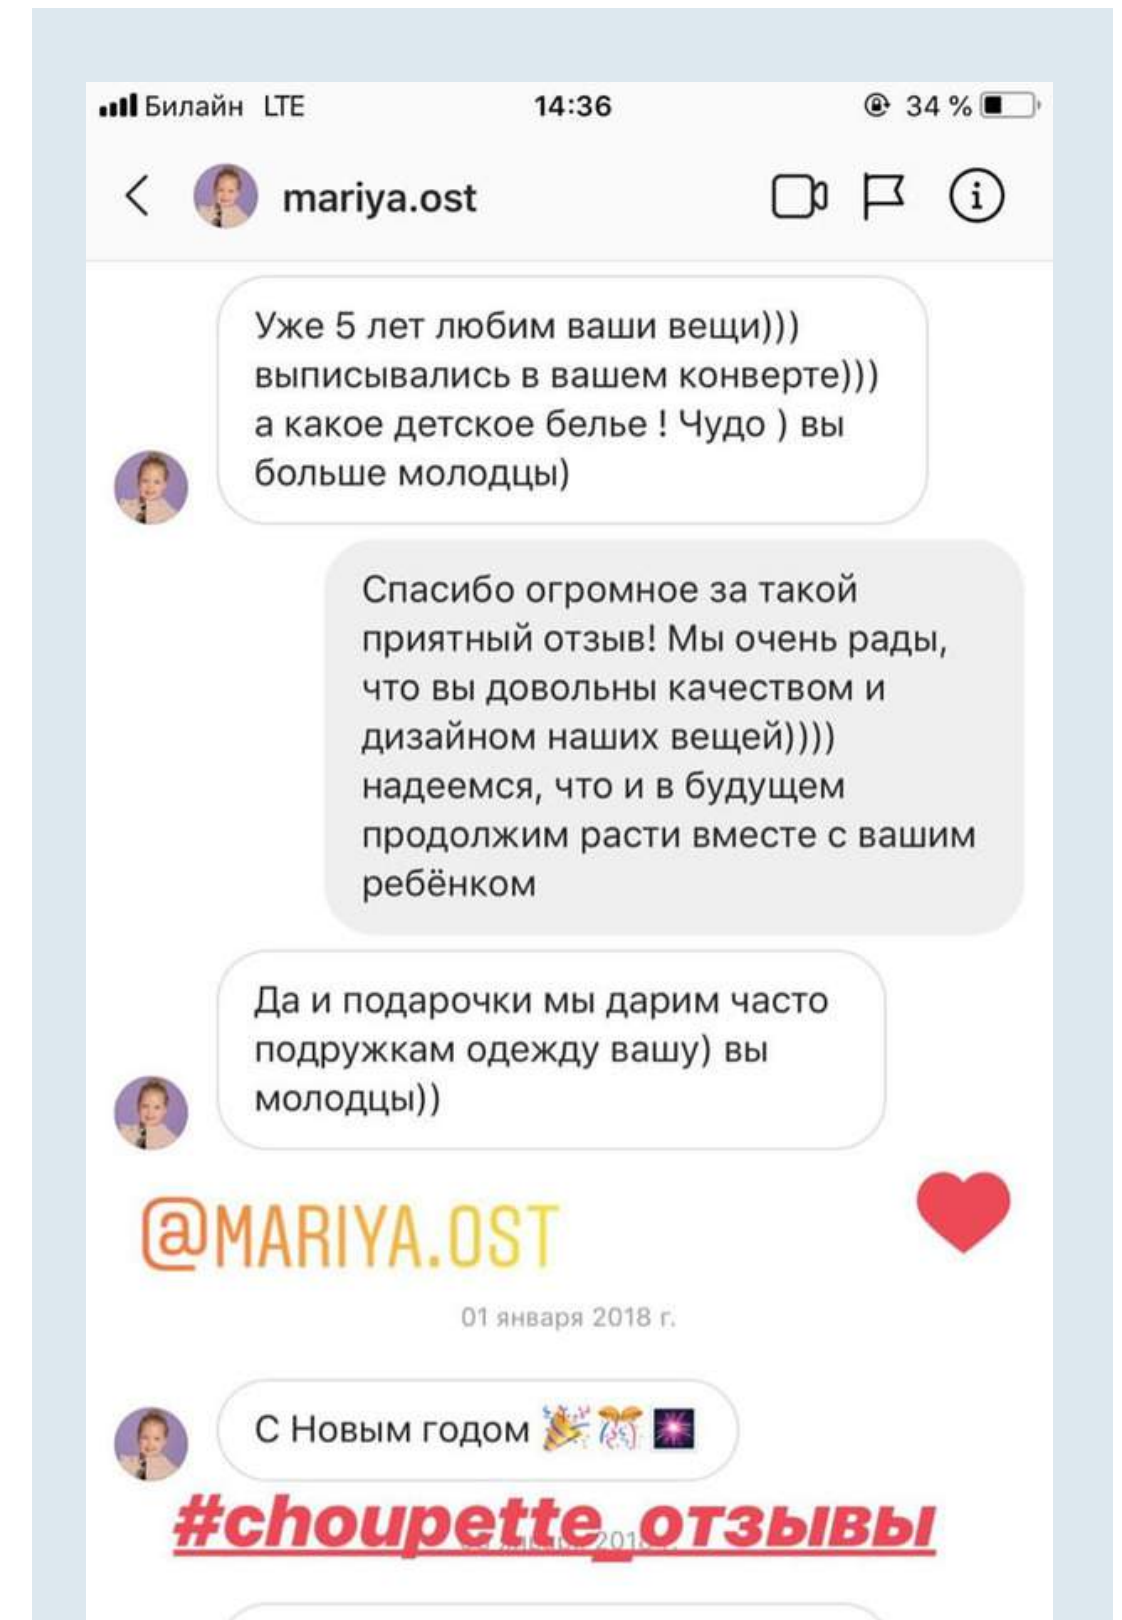 Билайн LTE 14:36 34 %
mariya.ost
Уже 5 лет любим ваши вещи)))
выписывались в вашем конверте)))
а какое детское белье ! Чудо ) вы
больше молодцы)
Спасибо огромное за такой
приятный отзыв! Мы очень рады,
что вы довольны качеством и
дизайном наших вещей))))
надеемся, что и в будущем
продолжим расти вместе с вашим
ребёнком
Да и подарочки мы дарим часто
подружкам одежду вашу) вы
молодцы))
@MARIYA.OST
01 января 2018 г.
С Новым годом 🎉🎊🎆
#choupette_отзывы